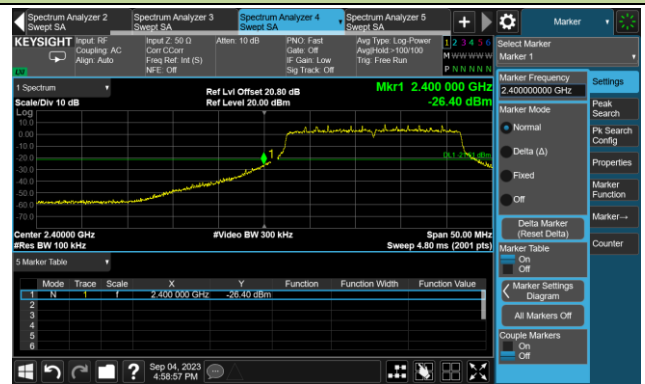 Spectrum Analyzer 2
Swept SA
Spectrum Analyzer 3
Swept SA
Spectrum Analyzer 4
Swept SA
Spectrum Analyzer 5
Swept SA
+
Marker
KEYSIGHT
Input: RF
Coupling: AC
Align: Auto
Input Z: 50 Ω
Corr CCorr
Freq Ref: Int (S)
NFE: Off
Atten: 10 dB
PNO: Fast
Gate: Off
IF Gain: Low
Sig Track: Off
Avg Type: Log-Power
Avg|Hold:>100/100
Trig: Free Run
1 2 3 4 5 6
M W W W W W
P N N N N N
Select Marker
Marker 1
1 Spectrum
Scale/Div 10 dB
Ref Lvl Offset 20.80 dB
Ref Level 20.00 dBm
Mkr1 2.400 000 GHz
-26.40 dBm
Log
10.0
0.00
-10.0
-20.0
-30.0
-40.0
-50.0
-60.0
-70.0
1
Center 2.40000 GHz
#Res BW 100 kHz
#Video BW 300 kHz
Span 50.00 MHz
Sweep 4.80 ms (2001 pts)
5 Marker Table
Mode Trace Scale X Y Function Function Width Function Value
1 N 1 f 2.400 000 GHz -26.40 dBm
2
3
4
5
6
Marker Frequency
2.400000000 GHz
Marker Mode
Normal
Delta (Δ)
Fixed
Off
Delta Marker
(Reset Delta)
Marker Table
On
Off
Marker Settings
Diagram
All Markers Off
Couple Markers
On
Off
Settings
Peak
Search
Pk Search
Config
Properties
Marker
Function
Marker→
Counter
?
Sep 04, 2023
4:58:57 PM